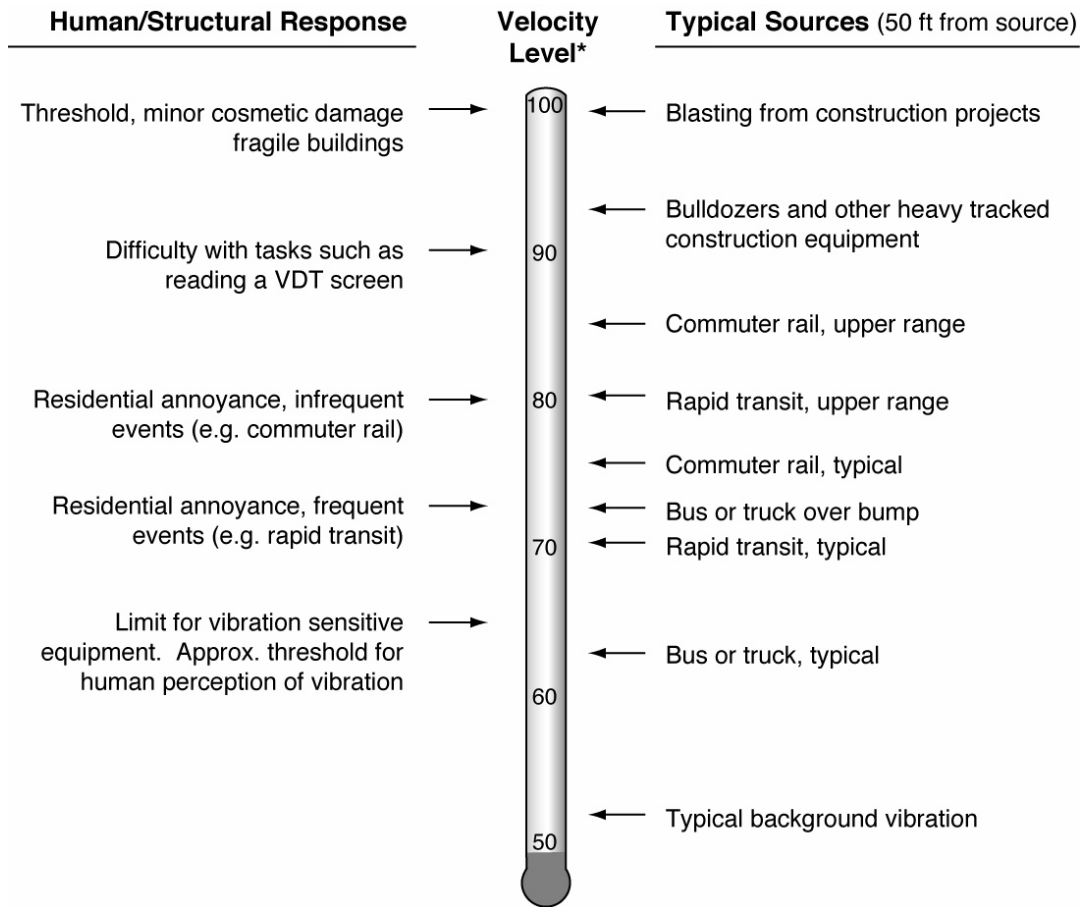 Human/Structural Response
Velocity
Level*
Typical Sources (50 ft from source)
Threshold, minor cosmetic damage
fragile buildings
100
Blasting from construction projects
Bulldozers and other heavy tracked
construction equipment
Difficulty with tasks such as
reading a VDT screen
90
Commuter rail, upper range
Residential annoyance, infrequent
events (e.g. commuter rail)
80
Rapid transit, upper range
Commuter rail, typical
Residential annoyance, frequent
events (e.g. rapid transit)
Bus or truck over bump
70
Rapid transit, typical
Limit for vibration sensitive
equipment.  Approx. threshold for
human perception of vibration
Bus or truck, typical
60
Typical background vibration
50